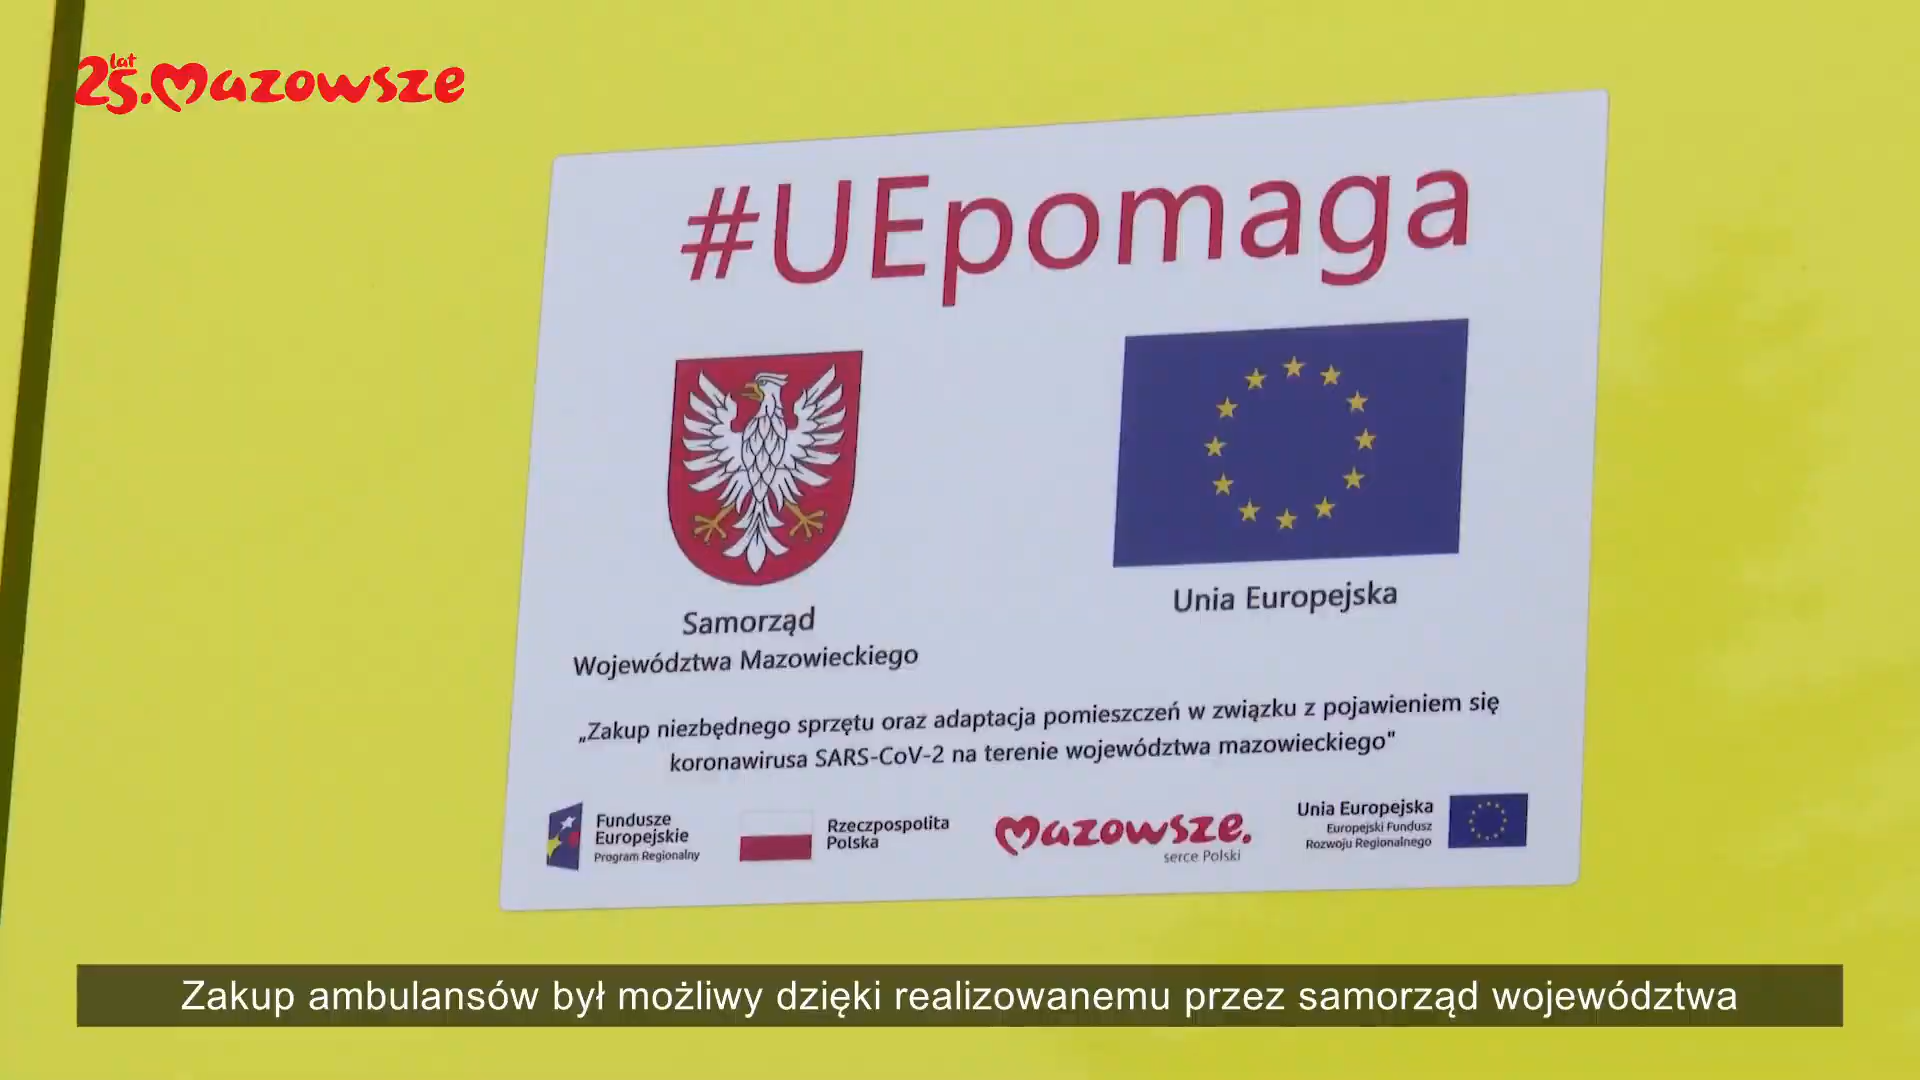 25 lat.Mazowsze
#UEpomaga
Samorząd
Województwa Mazowieckiego
Unia Europejska
„Zakup niezbędnego sprzętu oraz adaptacja pomieszczeń w związku z pojawieniem się
koronawirusa SARS-CoV-2 na terenie województwa mazowieckiego"
Fundusze
Europejskie
Program Regionalny
Rzeczpospolita
Polska
Mazowsze.
serce Polski
Unia Europejska
Europejski Fundusz
Rozwoju Regionalnego
Zakup ambulansów był możliwy dzięki realizowanemu przez samorząd województwa